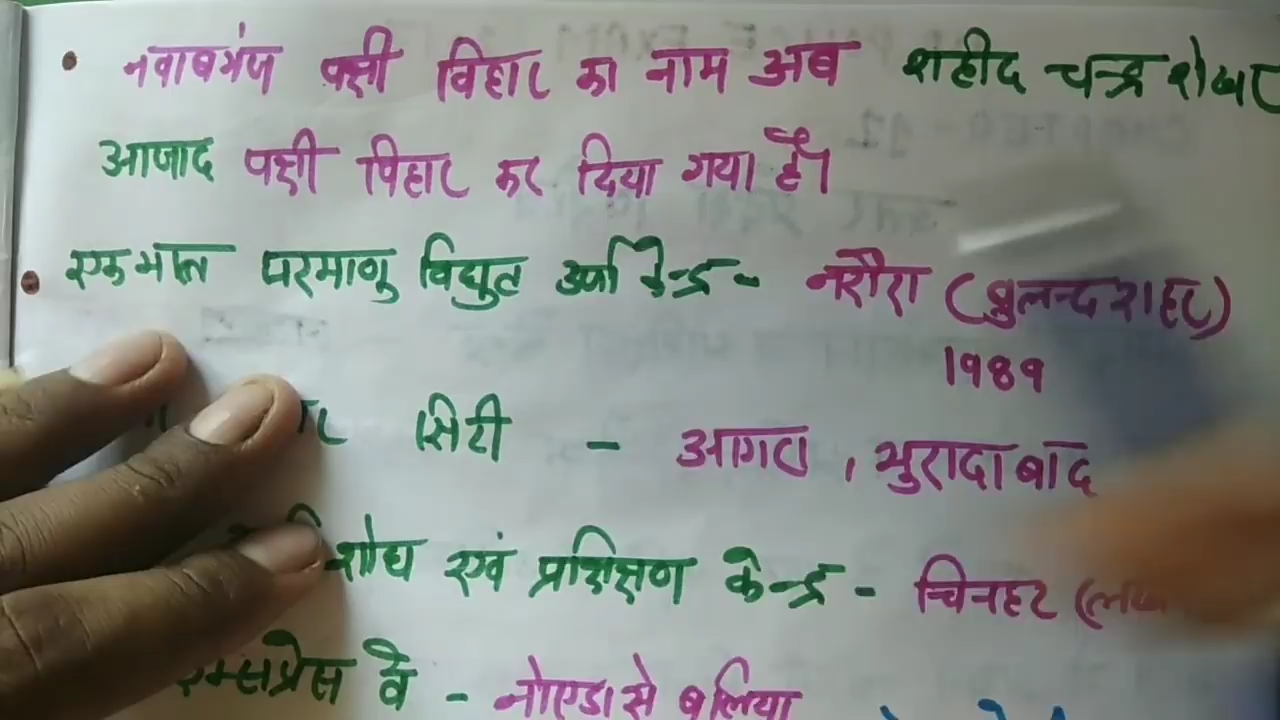 नवाबगंज पक्षी विहार का नाम अब शहीद चन्द्रशेखर
आजाद पक्षी विहार कर दिया गया है।
एकमात्र परमाणु विद्युत ऊर्जा केन्द्र - नरौरा (बुलन्दशहर)
1989
सिटी - आगरा, मुरादाबाद
शोध एवं प्रशिक्षण केन्द्र - चिनहट
एक्सप्रेस वे - नोएडा से बलिया